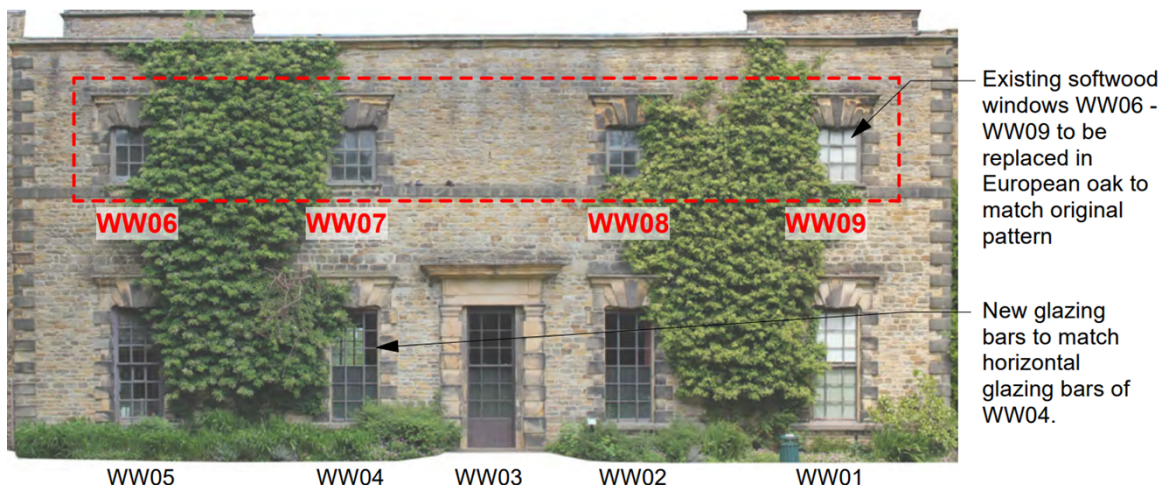 Existing softwood
windows WW06 -
WW09 to be
replaced in
European oak to
match original
pattern
WW06 WW07 WW08 WW09
New glazing
bars to match
horizontal
glazing bars of
WW04.
WW05 WW04 WW03 WW02 WW01